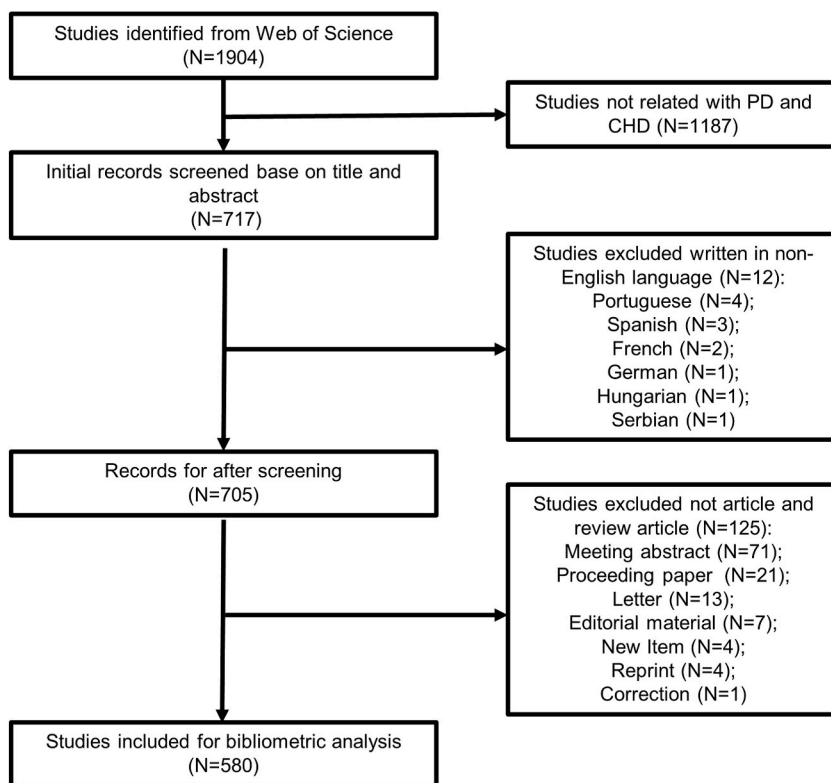 Studies identified from Web of Science
(N=1904)
Studies not related with PD and
CHD (N=1187)
Initial records screened base on title and
abstract
(N=717)
Studies excluded written in non-
English language (N=12):
Portuguese (N=4);
Spanish (N=3);
French (N=2);
German (N=1);
Hungarian (N=1);
Serbian (N=1)
Records for after screening
(N=705)
Studies excluded not article and
review article (N=125):
Meeting abstract (N=71);
Proceeding paper (N=21);
Letter (N=13);
Editorial material (N=7);
New Item (N=4);
Reprint (N=4);
Correction (N=1)
Studies included for bibliometric analysis
(N=580)